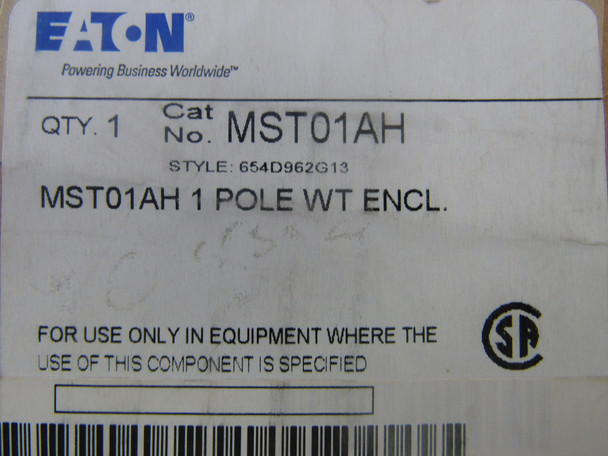 EATON
Powering Business Worldwide™
QTY. 1 Cat No. MST01AH
STYLE: 654D962G13
MST01AH 1 POLE WT ENCL.
FOR USE ONLY IN EQUIPMENT WHERE THE
USE OF THIS COMPONENT IS SPECIFIED
SA